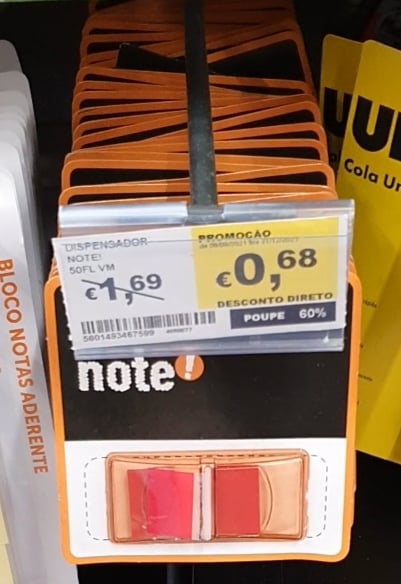 UHU
Cola Un
DISPENSADOR
NOTE!
50FL VM
€1,69
PROMOÇÃO
€0,68
DESCONTO DIRETO
POUPE 60%
5601493467599
note!
BLOCO NOTAS ADERENTE